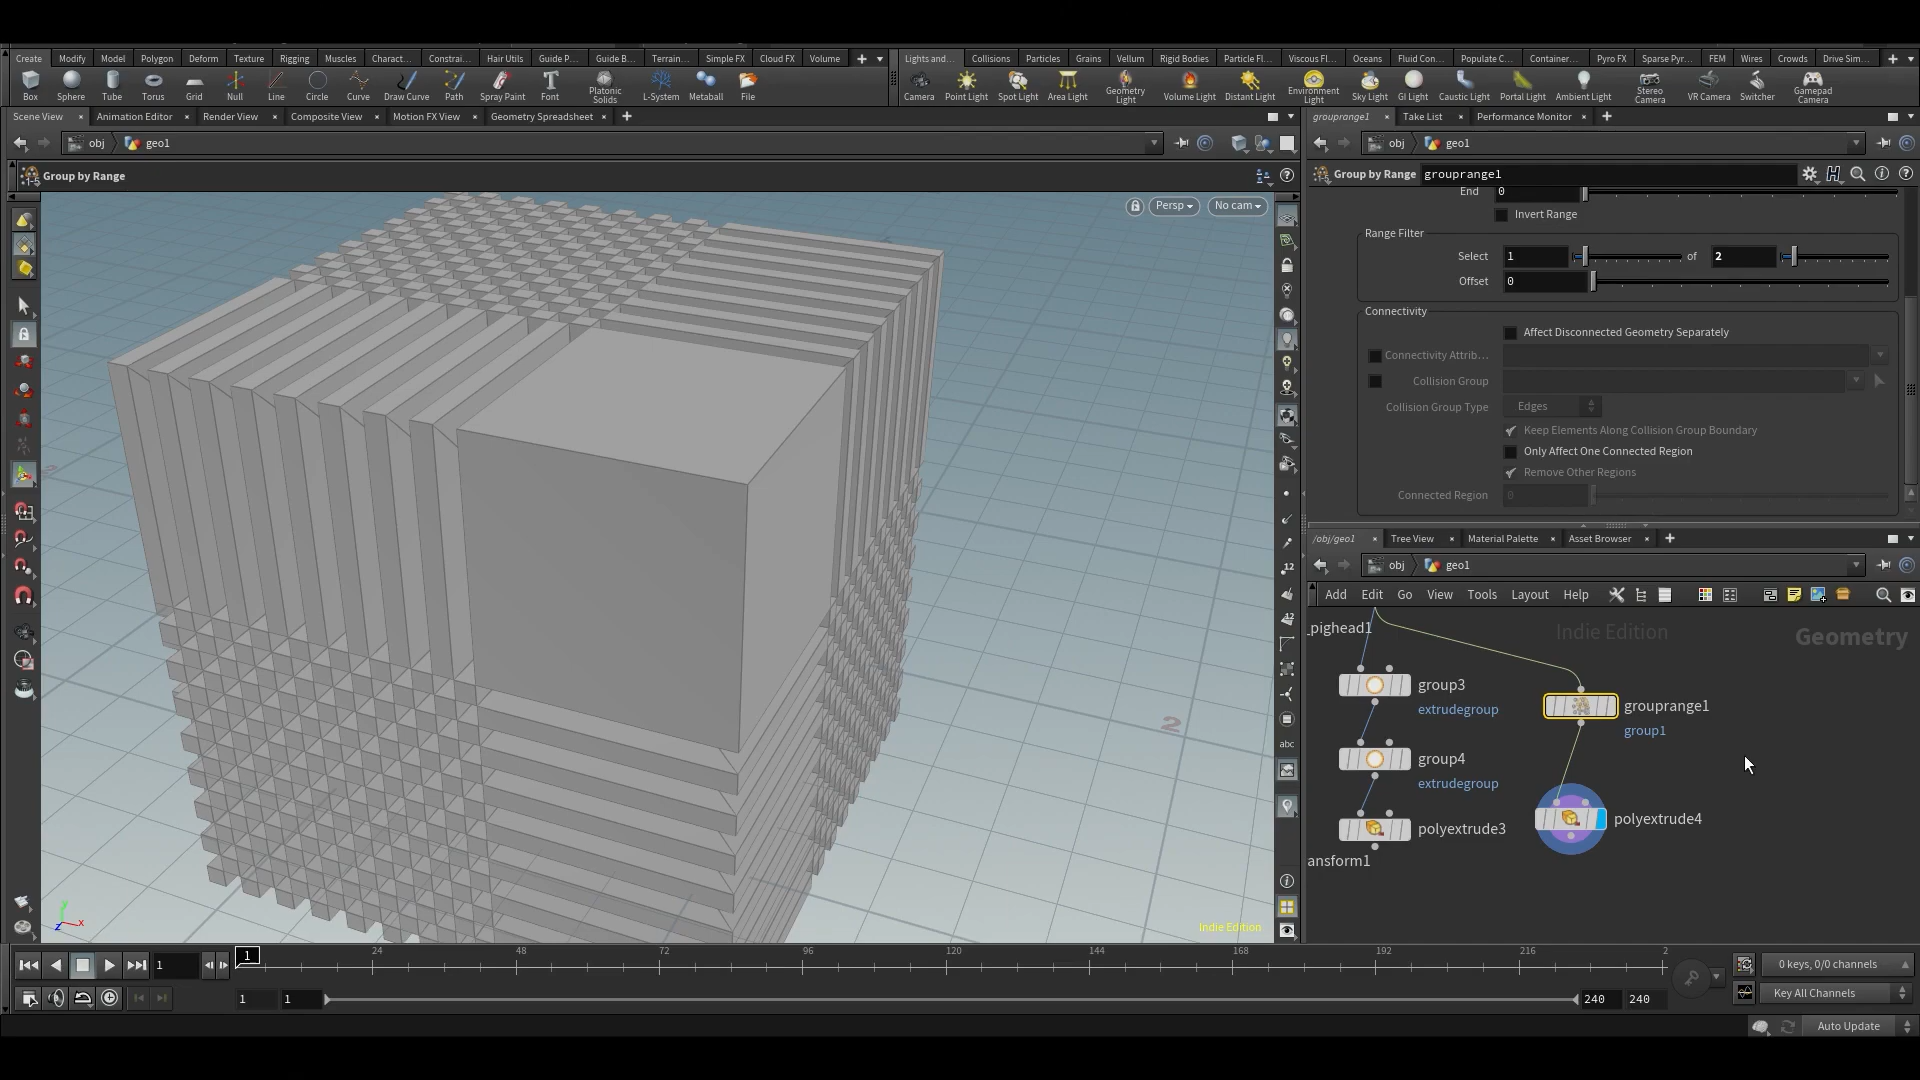 Create Modify Model Polygon Deform Texture Rigging Muscles Charact... Constrai... Hair Utils Guide P... Guide B... Terrain... Simple FX Cloud FX Volume
Lights and... Collisions Particles Grains Vellum Rigid Bodies Particle Fl... Viscous Fl... Oceans Fluid Con... Populate C... Container... Pyro FX Sparse Pyr... FEM Wires Crowds Drive Sim...
Box Sphere Tube Torus Grid Null Line Circle Curve Draw Curve Path Spray Paint Font Platonic Solids L-System Metaball File
Camera Point Light Spot Light Area Light Geometry Light Volume Light Distant Light Environment Light Sky Light GI Light Caustic Light Portal Light Ambient Light Stereo Camera VR Camera Switcher Gamepad Camera
Scene View Animation Editor Render View Composite View Motion FX View Geometry Spreadsheet
grouprange1 Take List Performance Monitor
obj geo1
obj geo1
Group by Range
Group by Range grouprange1
Persp No cam
End 0
Invert Range
Range Filter
Select 1 of 2
Offset 0
Connectivity
Affect Disconnected Geometry Separately
Connectivity Attrib...
Collision Group
Collision Group Type Edges
Keep Elements Along Collision Group Boundary
Only Affect One Connected Region
Remove Other Regions
Connected Region 0
/obj/geo1 Tree View Material Palette Asset Browser
obj geo1
Add Edit Go View Tools Layout Help
Indie Edition
Geometry
_pighead1
group3
extrudegroup
grouprange1
group1
group4
extrudegroup
polyextrude4
polyextrude3
ansform1
2
12
12
abc
y
x
z
Indie Edition
1 1 24 48 72 96 120 144 168 192 216 2
0 keys, 0/0 channels
1 1 240 240
Key All Channels
Auto Update